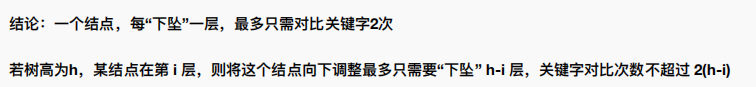 结论：一个结点，每“下坠”一层，最多只需对比关键字2次
若树高为h，某结点在第 i 层，则将这个结点向下调整最多只需要“下坠” h-i 层，关键字对比次数不超过 2(h-i)